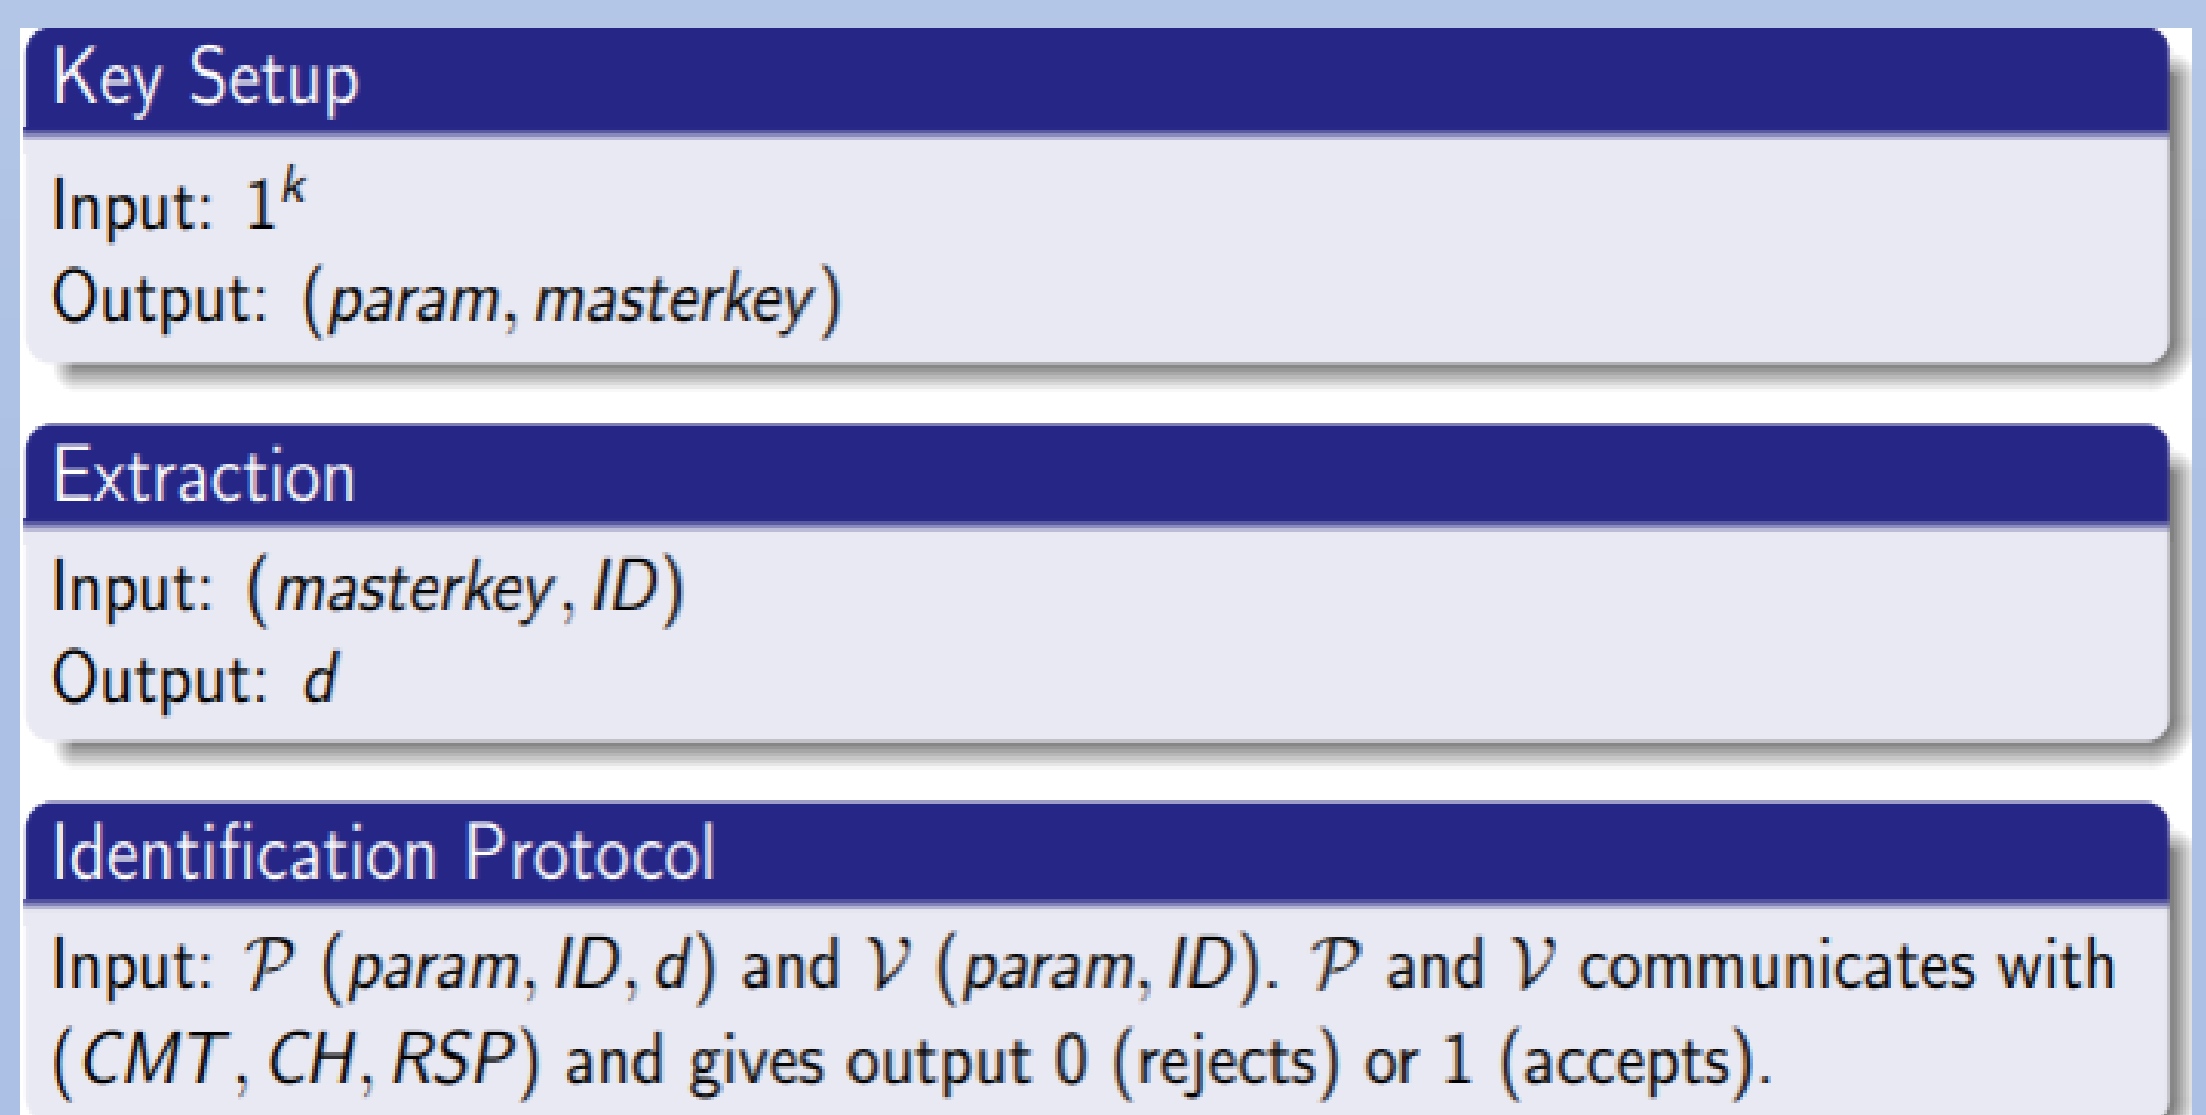 Key Setup
Input: 1^k
Output: (param, masterkey)
Extraction
Input: (masterkey, ID)
Output: d
Identification Protocol
Input: 𝒫 (param, ID, d) and 𝒱 (param, ID). 𝒫 and 𝒱 communicates with
(CMT, CH, RSP) and gives output 0 (rejects) or 1 (accepts).